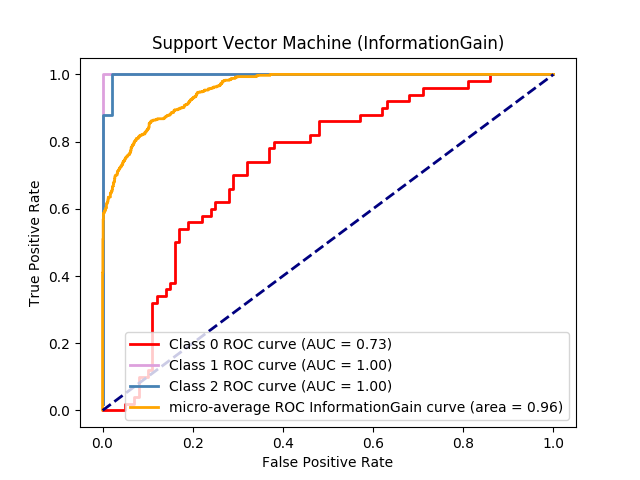 Support Vector Machine (InformationGain)
True Positive Rate
1.0
0.8
0.6
0.4
0.2
0.0
Class 0 ROC curve (AUC = 0.73)
Class 1 ROC curve (AUC = 1.00)
Class 2 ROC curve (AUC = 1.00)
micro-average ROC InformationGain curve (area = 0.96)
0.0 0.2 0.4 0.6 0.8 1.0
False Positive Rate